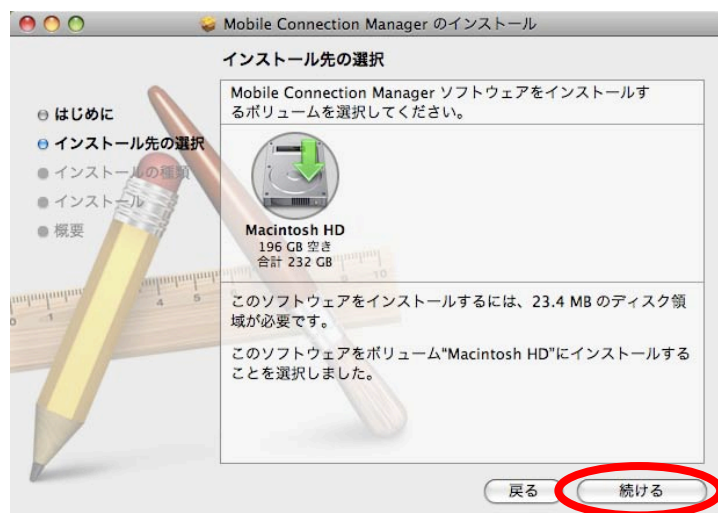 Mobile Connection Manager のインストール
インストール先の選択
はじめに
インストール先の選択
インストールの種類
インストール
概要
Mobile Connection Manager ソフトウェアをインストールす
るボリュームを選択してください。
Macintosh HD
196 GB 空き
合計 232 GB
このソフトウェアをインストールするには、23.4 MB のディスク領
域が必要です。
このソフトウェアをボリューム"Macintosh HD"にインストールする
ことを選択しました。
戻る
続ける